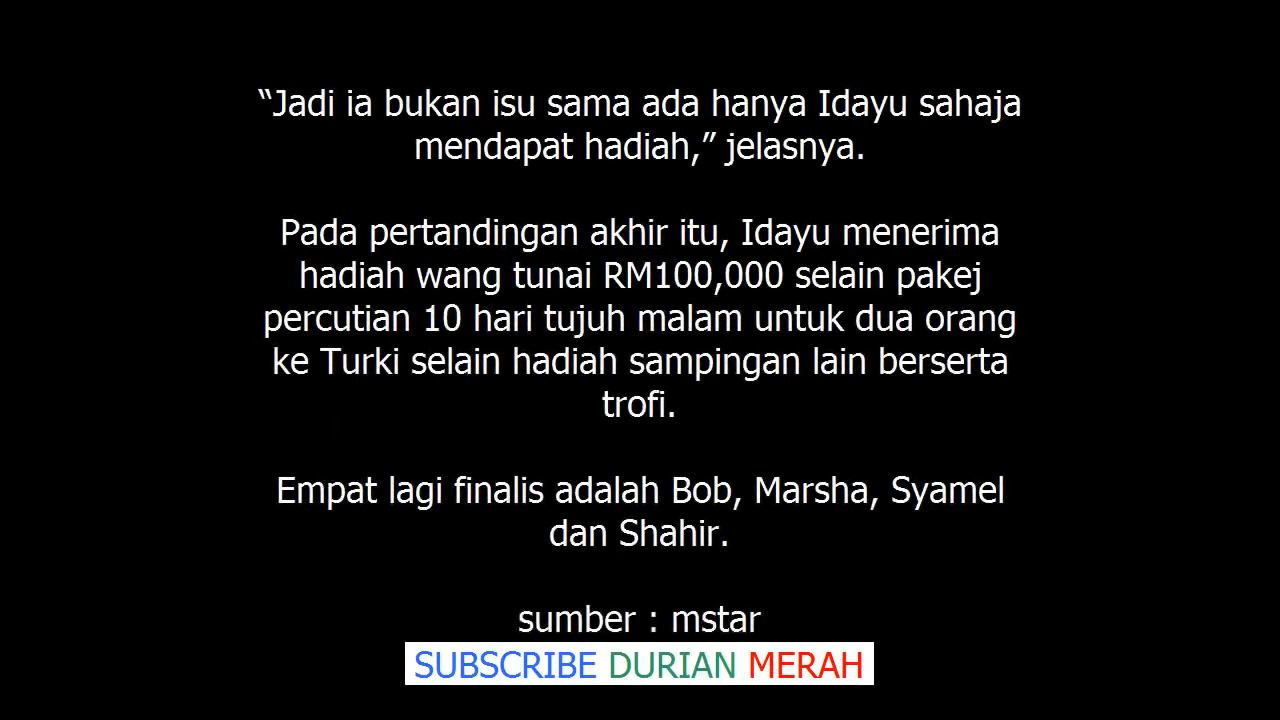 “Jadi ia bukan isu sama ada hanya Idayu sahaja
mendapat hadiah,” jelasnya.
Pada pertandingan akhir itu, Idayu menerima
hadiah wang tunai RM100,000 selain pakej
percutian 10 hari tujuh malam untuk dua orang
ke Turki selain hadiah sampingan lain berserta
trofi.
Empat lagi finalis adalah Bob, Marsha, Syamel
dan Shahir.
sumber : mstar
SUBSCRIBE DURIAN MERAH